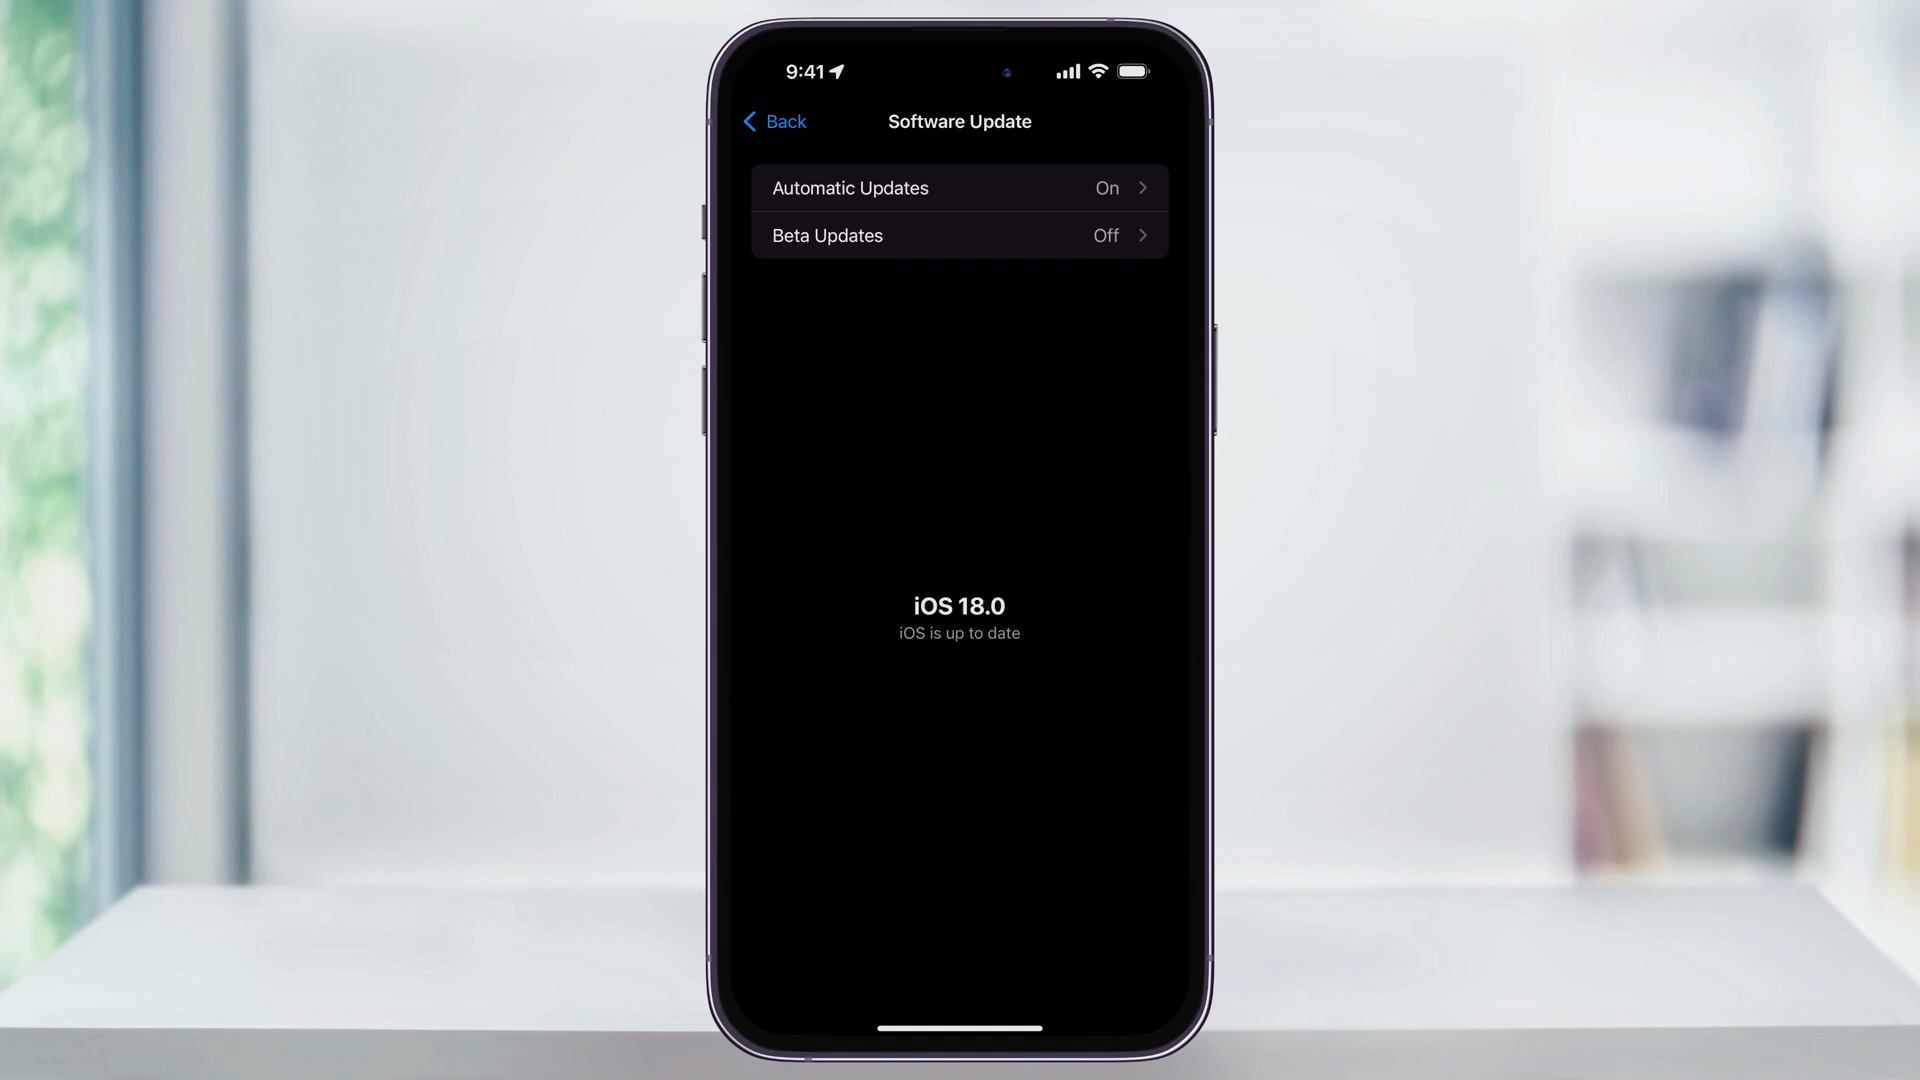 9:41
Back
Software Update
Automatic Updates On
Beta Updates Off
iOS 18.0
iOS is up to date